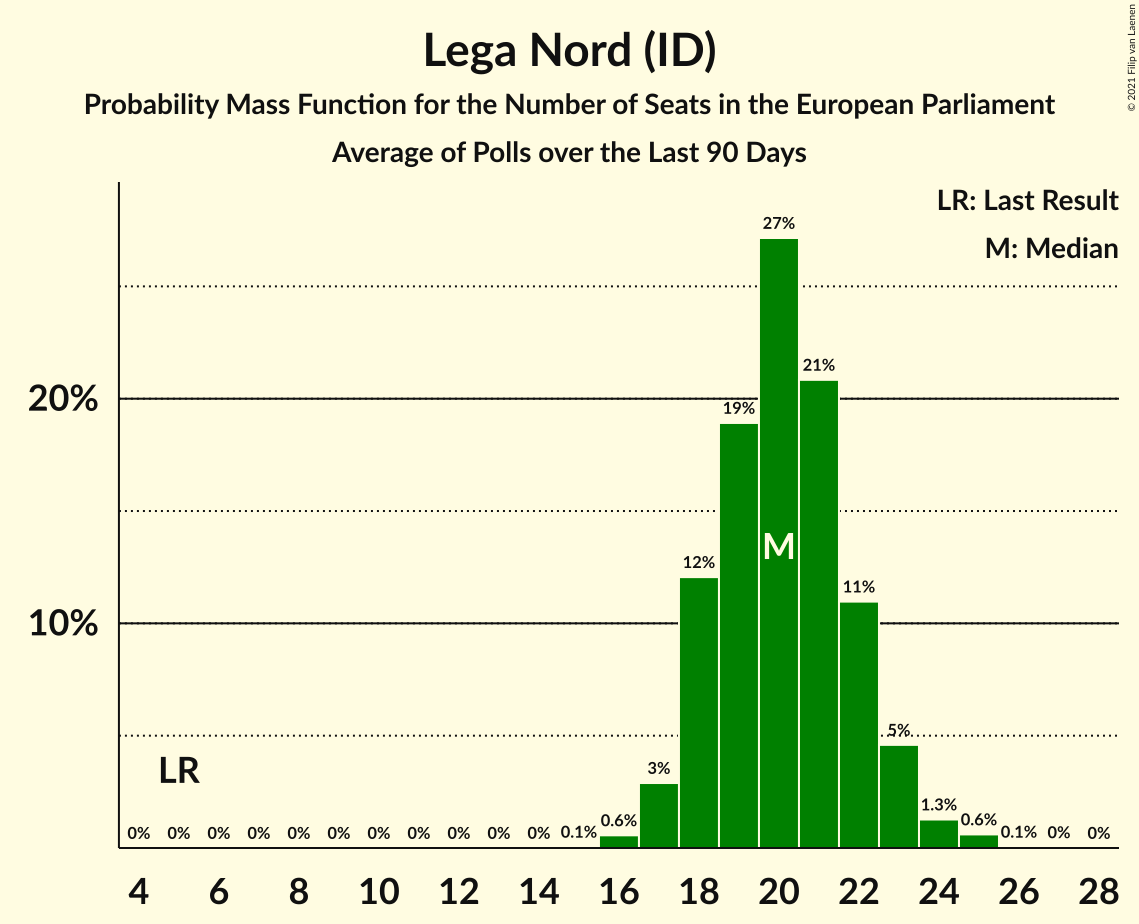 Lega Nord (ID)
Probability Mass Function for the Number of Seats in the European Parliament
Average of Polls over the Last 90 Days
© 2021 Filip van Laenen
LR: Last Result
M: Median
27%
21%
20%
19%
M
12%
11%
10%
5%
LR
3%
1.3%
0% 0% 0% 0% 0% 0% 0% 0% 0% 0% 0% 0.1% 0.6% 0.6% 0.1% 0% 0%
4 6 8 10 12 14 16 18 20 22 24 26 28